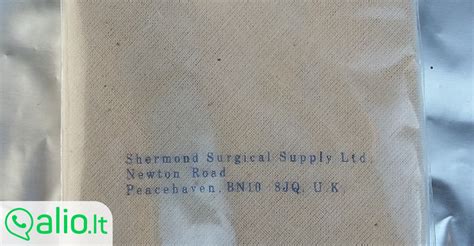 Shermond Surgical Supply Ltd.
Newton Road
Peacehaven, BN10 8JQ, U.K
alio.lt